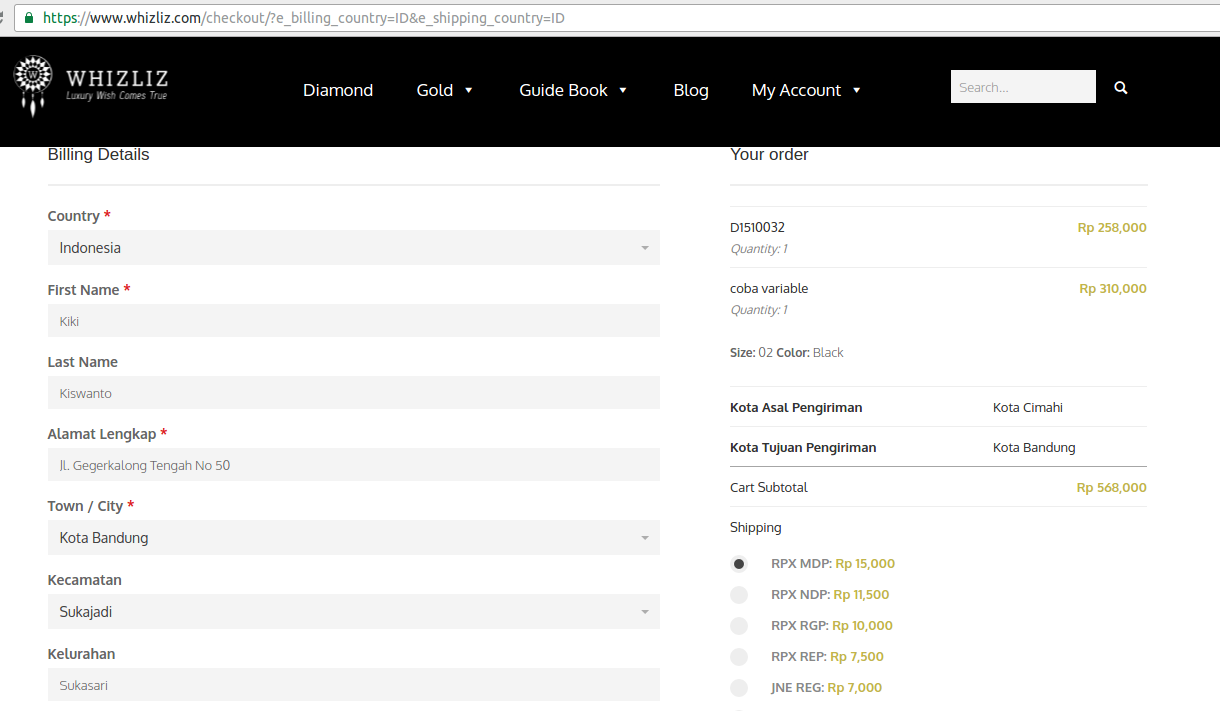 https://www.whizliz.com/checkout/?e_billing_country=ID&e_shipping_country=ID
W
WHIZLIZ
Luxury Wish Comes True
Diamond
Gold
Guide Book
Blog
My Account
Search...
Billing Details
Country *
Indonesia
First Name *
Kiki
Last Name
Kiswanto
Alamat Lengkap *
Jl. Gegerkalong Tengah No 50
Town / City *
Kota Bandung
Kecamatan
Sukajadi
Kelurahan
Sukasari
Your order
D1510032 Rp 258,000
Quantity: 1
coba variable Rp 310,000
Quantity: 1
Size: 02 Color: Black
Kota Asal Pengiriman Kota Cimahi
Kota Tujuan Pengiriman Kota Bandung
Cart Subtotal Rp 568,000
Shipping
RPX MDP: Rp 15,000
RPX NDP: Rp 11,500
RPX RGP: Rp 10,000
RPX REP: Rp 7,500
JNE REG: Rp 7,000